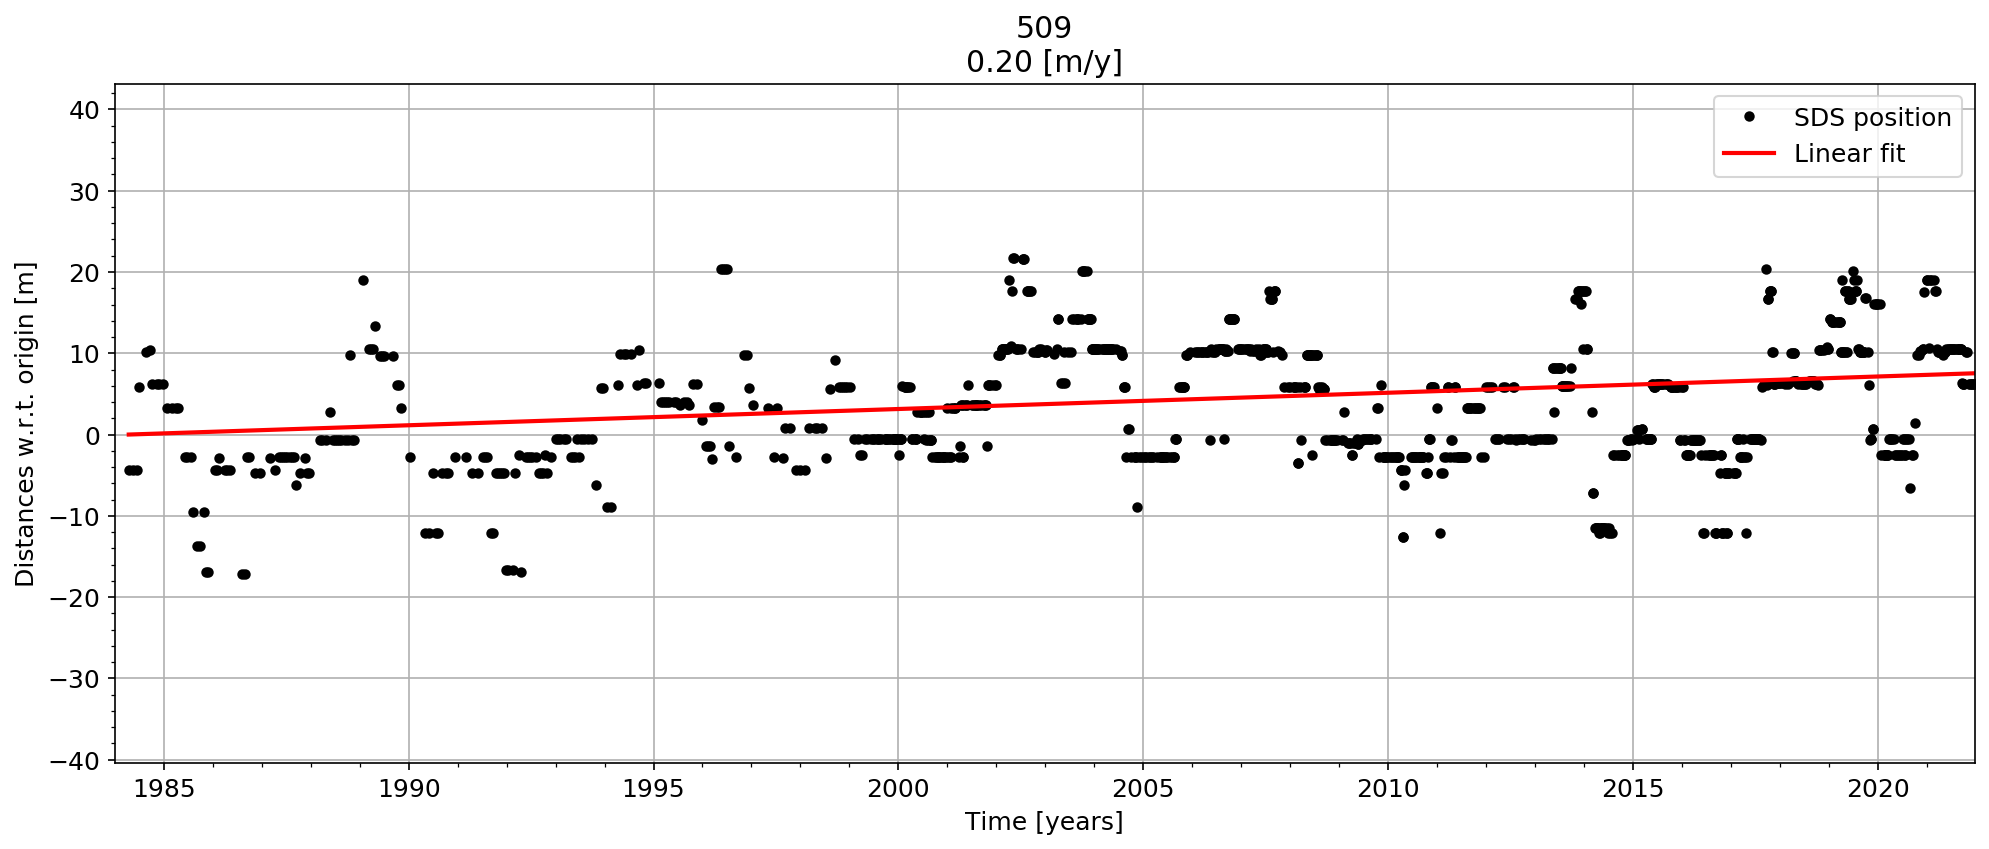 509
0.20 [m/y]
40
30
20
10
0
−10
−20
−30
−40
Distances w.r.t. origin [m]
SDS position
Linear fit
1985 1990 1995 2000 2005 2010 2015 2020
Time [years]